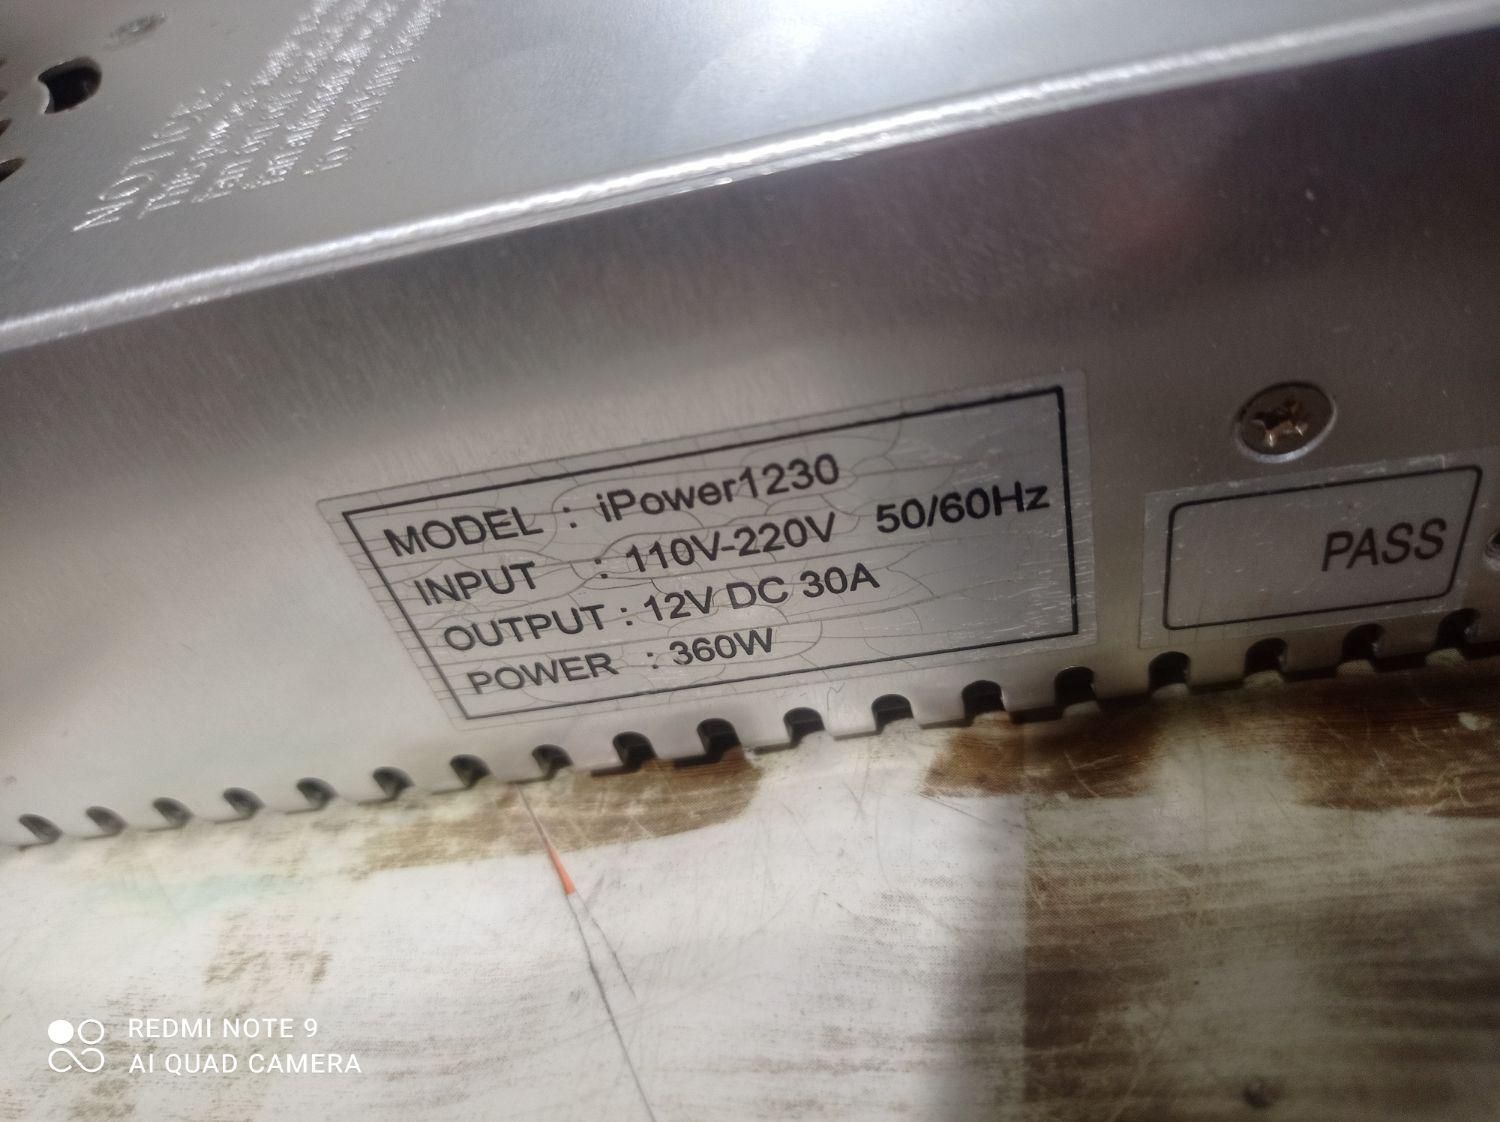 MODEL : iPower1230
INPUT : 110V-220V 50/60Hz
OUTPUT : 12V DC 30A
POWER : 360W
PASS
REDMI NOTE 9
AI QUAD CAMERA